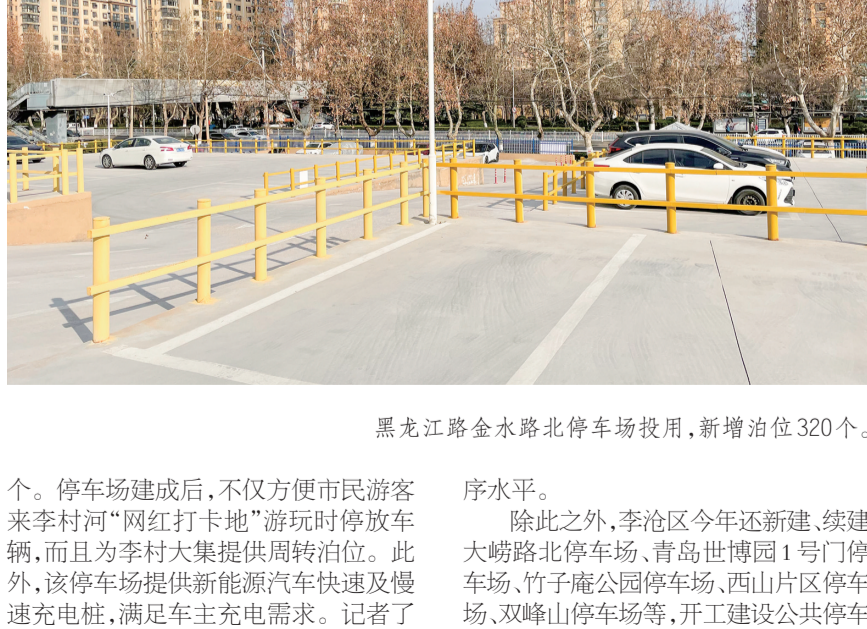 黑龙江路金水路北停车场投用,新增泊位320个。
个。停车场建成后,不仅方便市民游客
来李村河“网红打卡地”游玩时停放车
辆,而且为李村大集提供周转泊位。此
外,该停车场提供新能源汽车快速及慢
速充电桩,满足车主充电需求。记者了
序水平。
除此之外,李沧区今年还新建、续建
大崂路北停车场、青岛世博园1号门停
车场、竹子庵公园停车场、西山片区停车
场、双峰山停车场等,开工建设公共停车